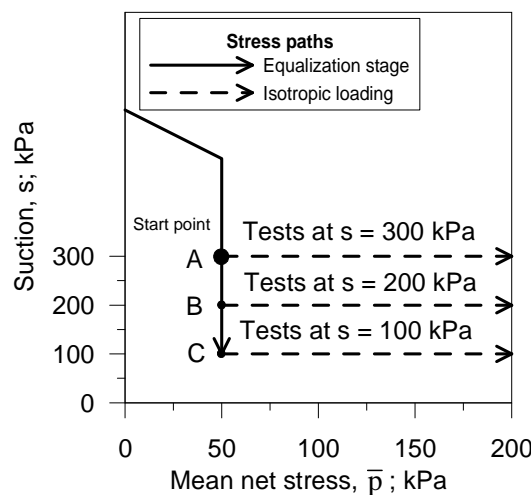 Stress paths
Equalization stage
Isotropic loading
Suction, s; kPa
Start point
A
Tests at s = 300 kPa
B
Tests at s = 200 kPa
C
Tests at s = 100 kPa
300
200
100
0
0 50 100 150 200
Mean net stress, p̅ ; kPa